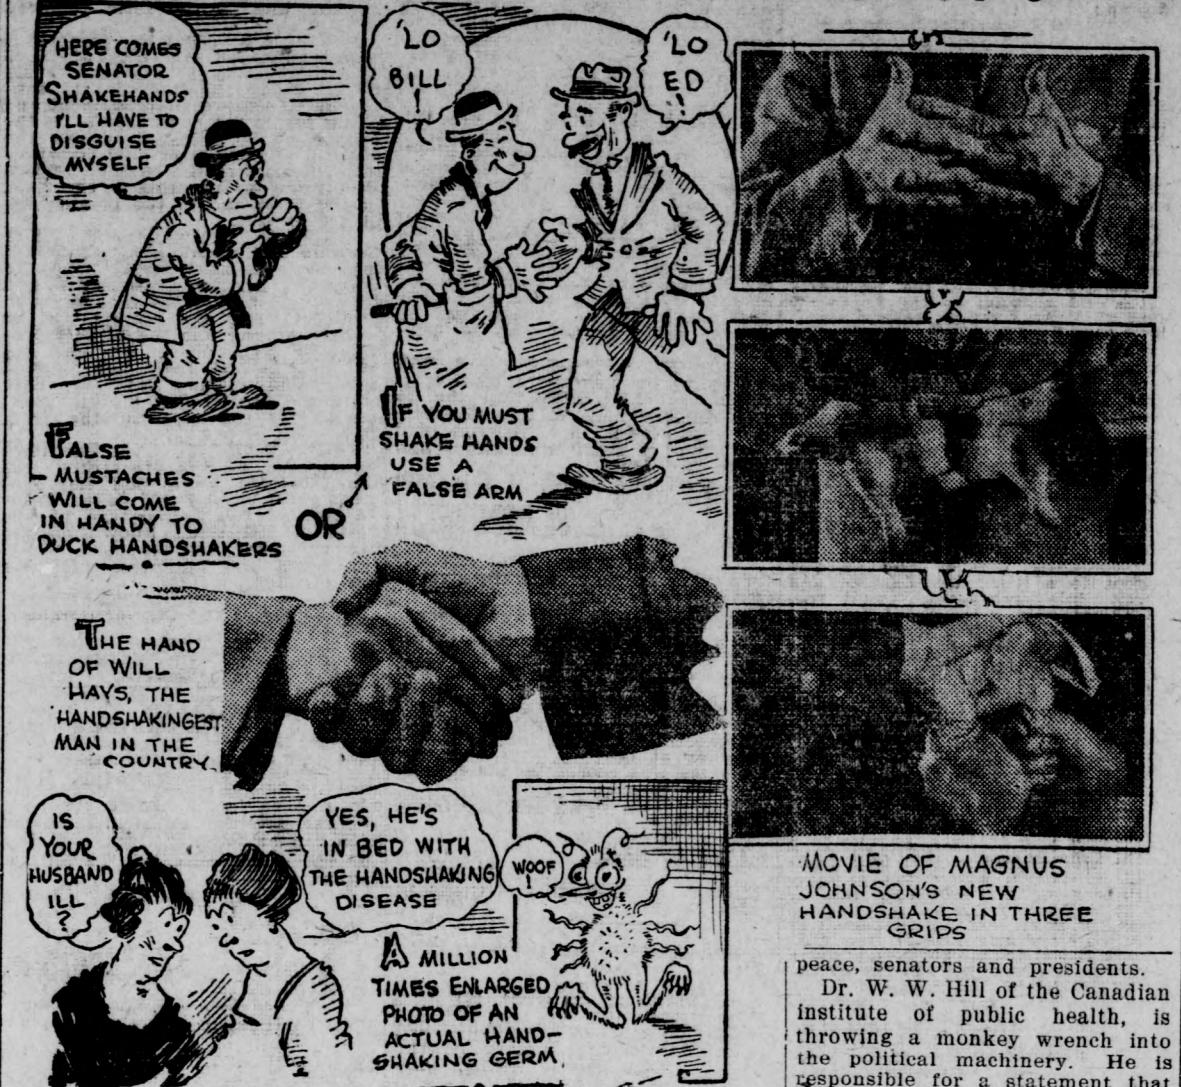 HERE COMES
SENATOR
SHAKEHANDS
I'LL HAVE TO
DISGUISE
MYSELF
FALSE
MUSTACHES
WILL COME
IN HANDY TO
DUCK HANDSHAKERS
OR
'LO
BILL
!
'LO
ED
!!
IF YOU MUST
SHAKE HANDS
USE A
FALSE ARM
THE HAND
OF WILL
HAYS, THE
HANDSHAKINGEST
MAN IN THE
COUNTRY.
IS
YOUR
HUSBAND
ILL
?
YES, HE'S
IN BED WITH
THE HANDSHAKING
DISEASE
WOOF
!
A MILLION
TIMES ENLARGED
PHOTO OF AN
ACTUAL HAND-
SHAKING GERM.
MOVIE OF MAGNUS
JOHNSON'S NEW
HANDSHAKE IN THREE
GRIPS
peace, senators and presidents.
Dr. W. W. Hill of the Canadian
institute of public health, is
throwing a monkey wrench into
the political machinery. He is
responsible for a statement that